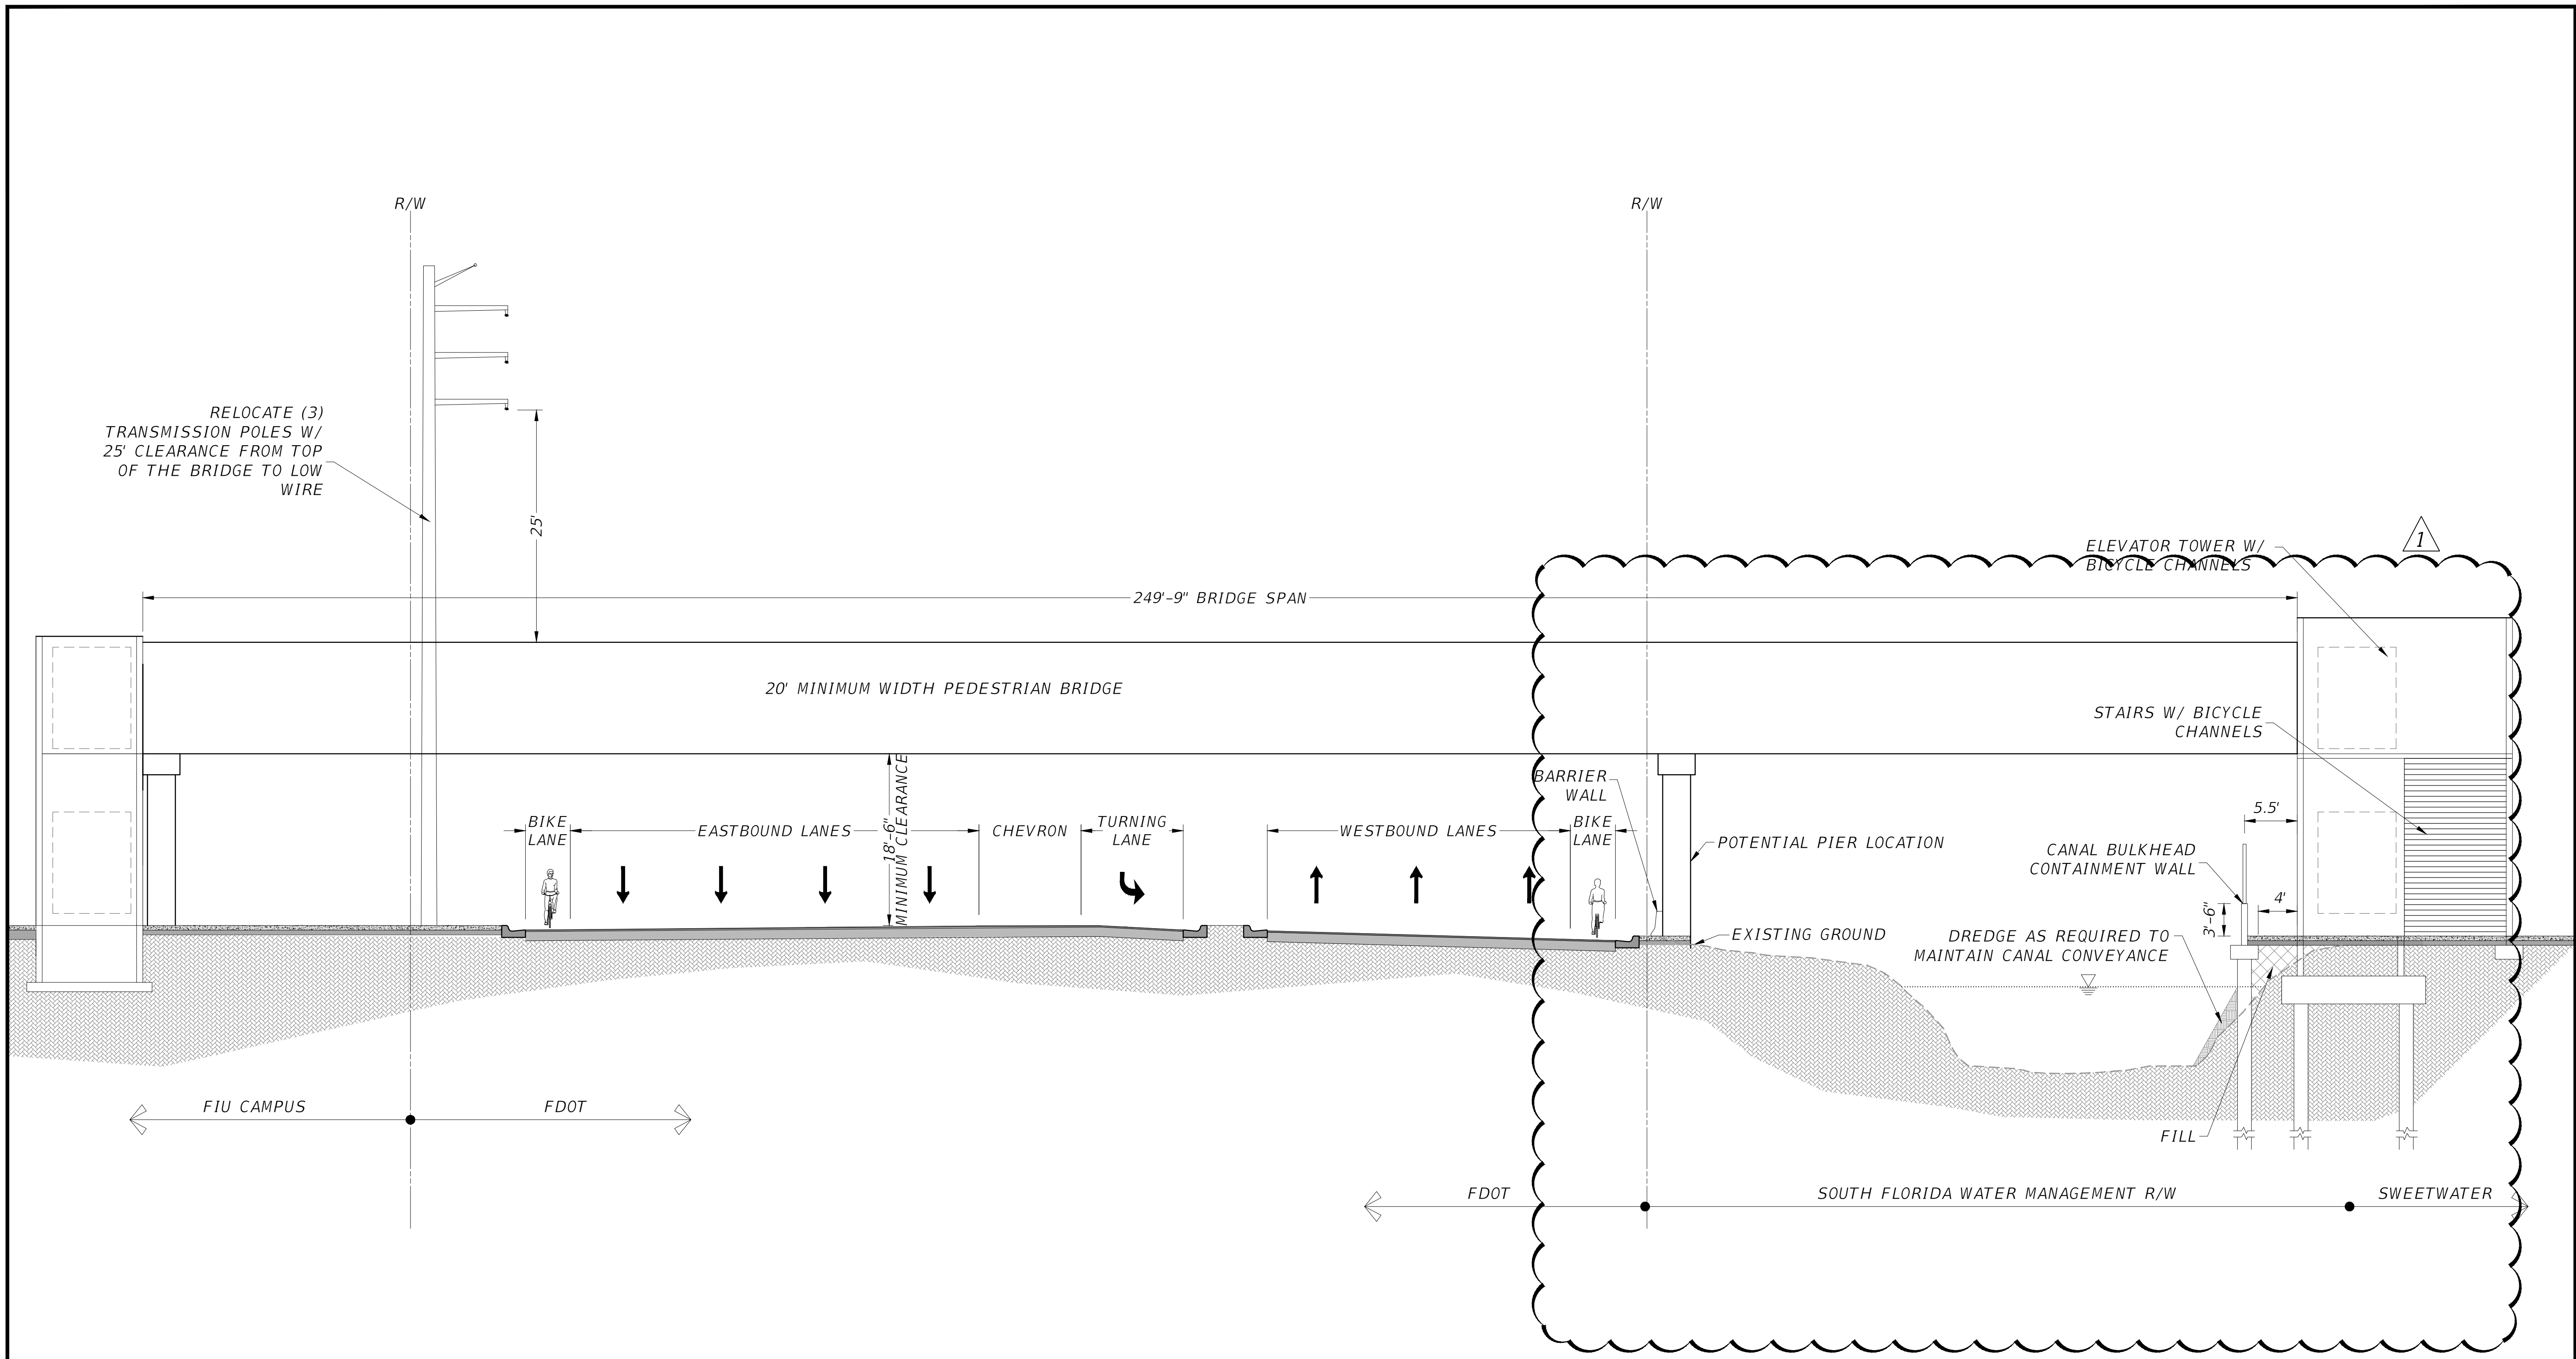 R/W
R/W
RELOCATE (3)
TRANSMISSION POLES W/
25' CLEARANCE FROM TOP
OF THE BRIDGE TO LOW
WIRE
25'
1
ELEVATOR TOWER W/
BICYCLE CHANNELS
249'-9" BRIDGE SPAN
20' MINIMUM WIDTH PEDESTRIAN BRIDGE
STAIRS W/ BICYCLE
CHANNELS
18'-6"
MINIMUM CLEARANCE
BARRIER
WALL
BIKE
LANE
EASTBOUND LANES
CHEVRON
TURNING
LANE
WESTBOUND LANES
BIKE
LANE
POTENTIAL PIER LOCATION
5.5'
CANAL BULKHEAD
CONTAINMENT WALL
4'
3'-6"
EXISTING GROUND
DREDGE AS REQUIRED TO
MAINTAIN CANAL CONVEYANCE
FIU CAMPUS
FDOT
FILL
FDOT
SOUTH FLORIDA WATER MANAGEMENT R/W
SWEETWATER